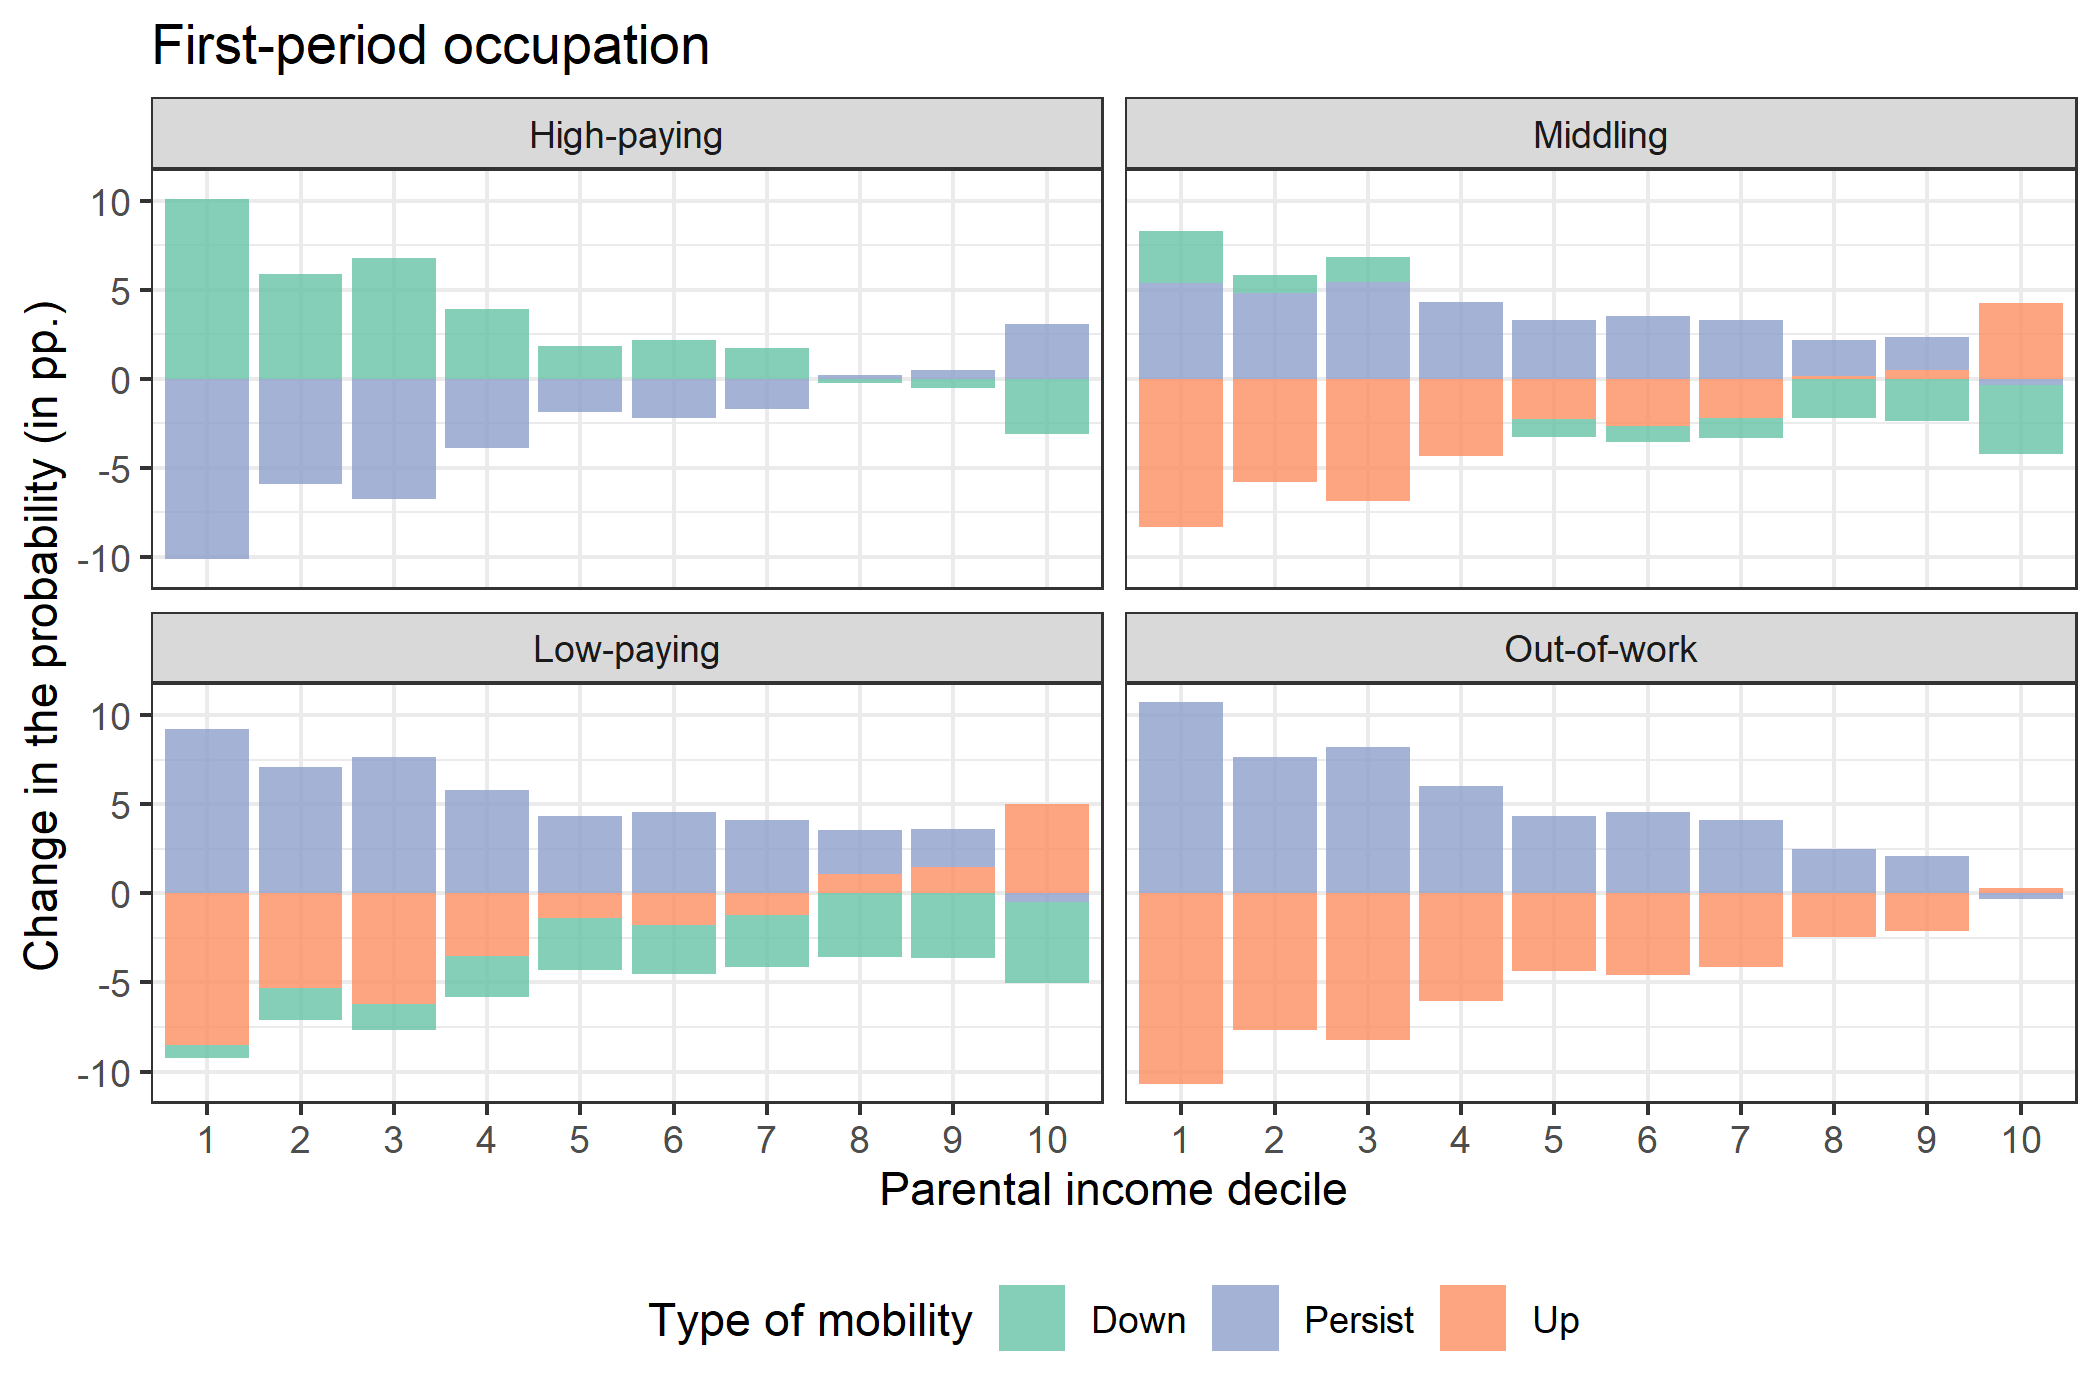 First-period occupation
High-paying
Middling
10
5
0
-5
-10
Low-paying
Out-of-work
10
5
0
-5
-10
1 2 3 4 5 6 7 8 9 10
1 2 3 4 5 6 7 8 9 10
Change in the probability (in pp.)
Parental income decile
Type of mobility Down Persist Up